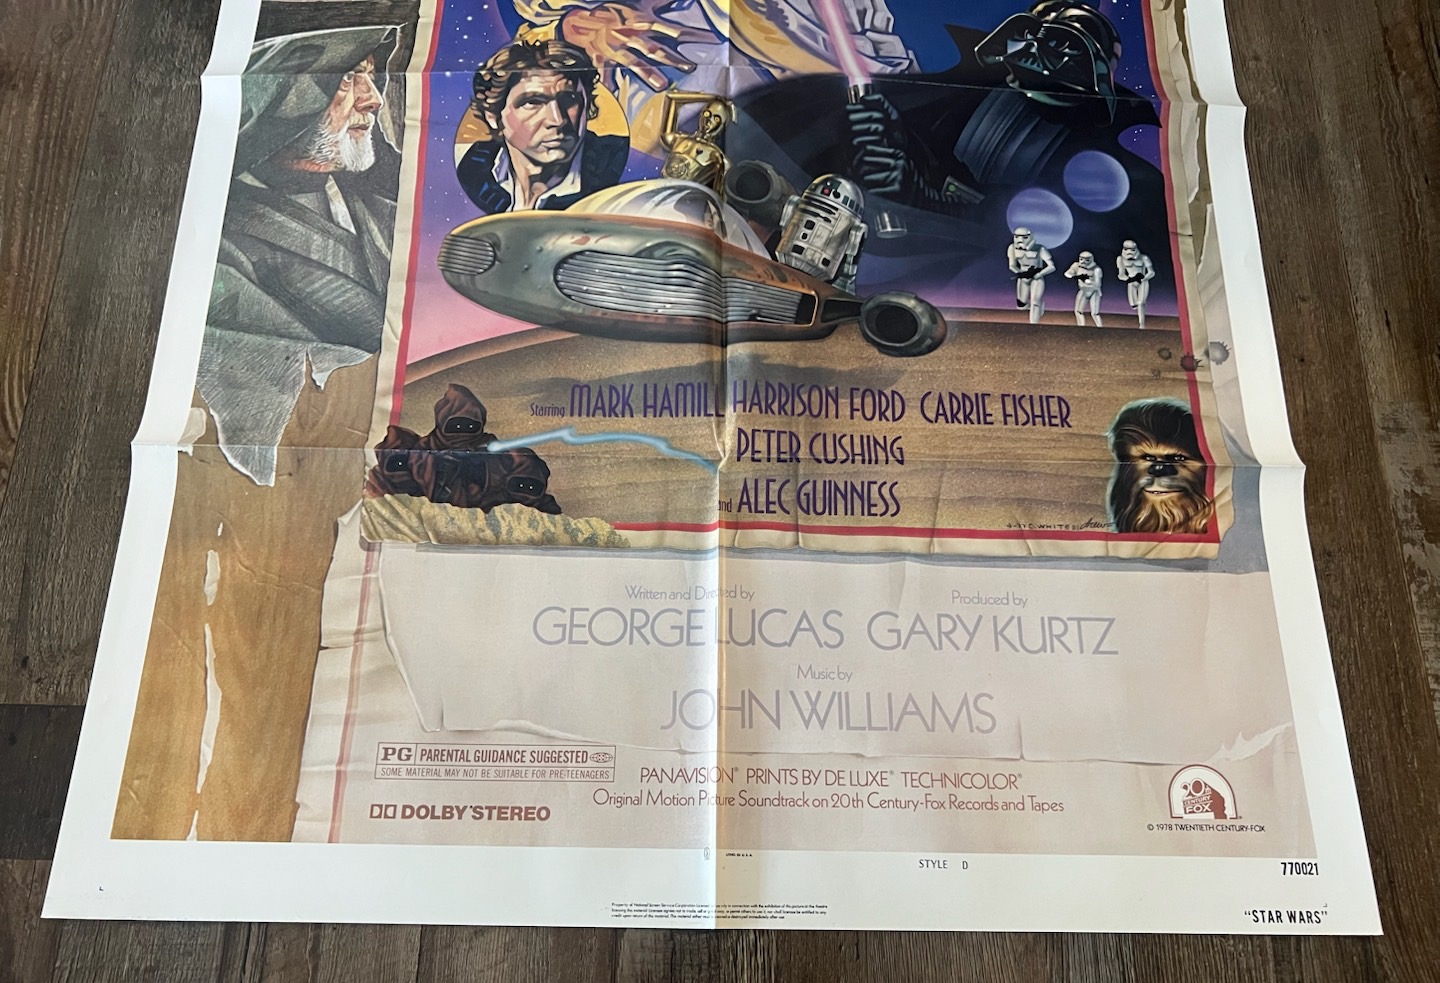 Starring MARK HAMILL HARRISON FORD CARRIE FISHER
PETER CUSHING
and ALEC GUINNESS
Written and Directed by
GEORGE LUCAS
Produced by
GARY KURTZ
Music by
JOHN WILLIAMS
PG PARENTAL GUIDANCE SUGGESTED
SOME MATERIAL MAY NOT BE SUITABLE FOR PRE-TEENAGERS
DOLBY STEREO
PANAVISION® PRINTS BY DE LUXE® TECHNICOLOR®
Original Motion Picture Soundtrack on 20th Century-Fox Records and Tapes
20th
CENTURY
FOX
© 1978 TWENTIETH CENTURY-FOX
LITHO IN U.S.A.
STYLE D
770021
"STAR WARS"